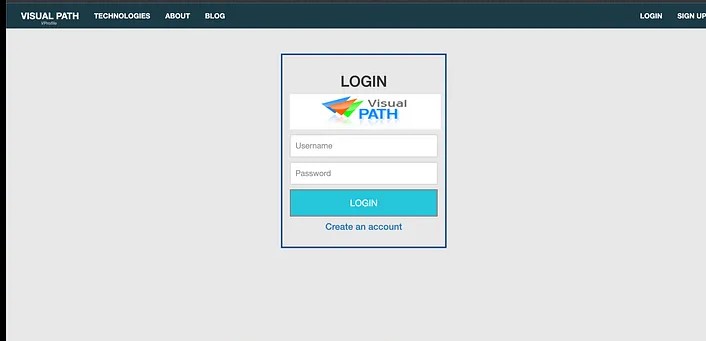 VISUAL PATH TECHNOLOGIES ABOUT BLOG LOGIN SIGN UP
VProfile
LOGIN
Visual
PATH
Username
Password
LOGIN
Create an account